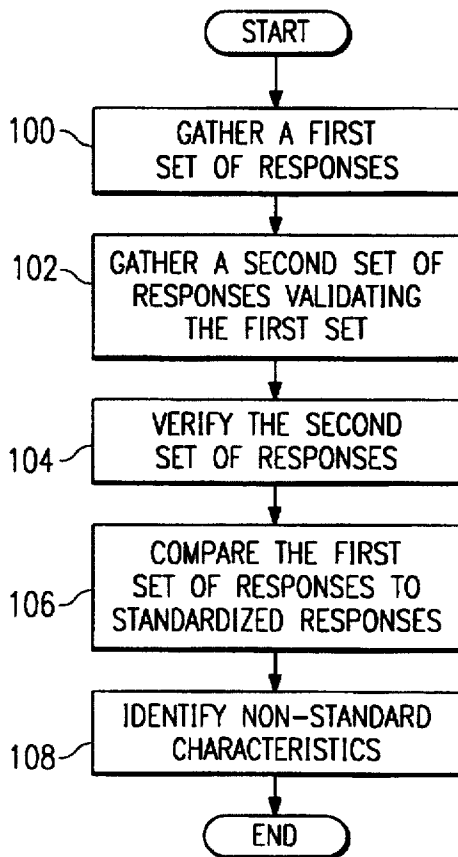 START
100
GATHER A FIRST
SET OF RESPONSES
102
GATHER A SECOND SET OF
RESPONSES VALIDATING
THE FIRST SET
104
VERIFY THE SECOND
SET OF RESPONSES
106
COMPARE THE FIRST
SET OF RESPONSES TO
STANDARDIZED RESPONSES
108
IDENTIFY NON-STANDARD
CHARACTERISTICS
END